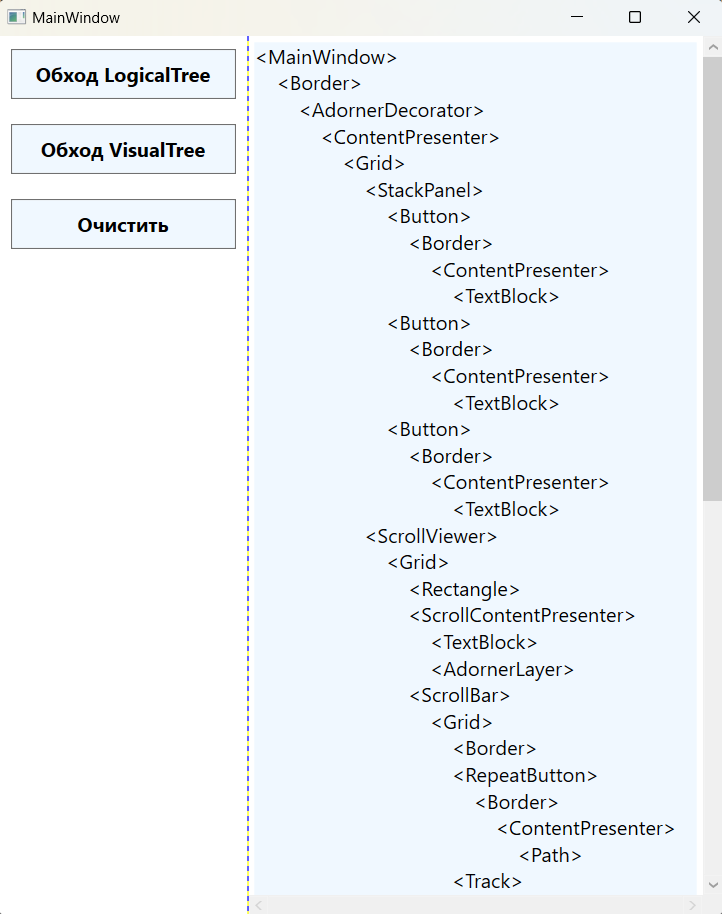 MainWindow
Обход LogicalTree
Обход VisualTree
Очистить
<MainWindow>
<Border>
<AdornerDecorator>
<ContentPresenter>
<Grid>
<StackPanel>
<Button>
<Border>
<ContentPresenter>
<TextBlock>
<Button>
<Border>
<ContentPresenter>
<TextBlock>
<Button>
<Border>
<ContentPresenter>
<TextBlock>
<ScrollViewer>
<Grid>
<Rectangle>
<ScrollContentPresenter>
<TextBlock>
<AdornerLayer>
<ScrollBar>
<Grid>
<Border>
<RepeatButton>
<Border>
<ContentPresenter>
<Path>
<Track>